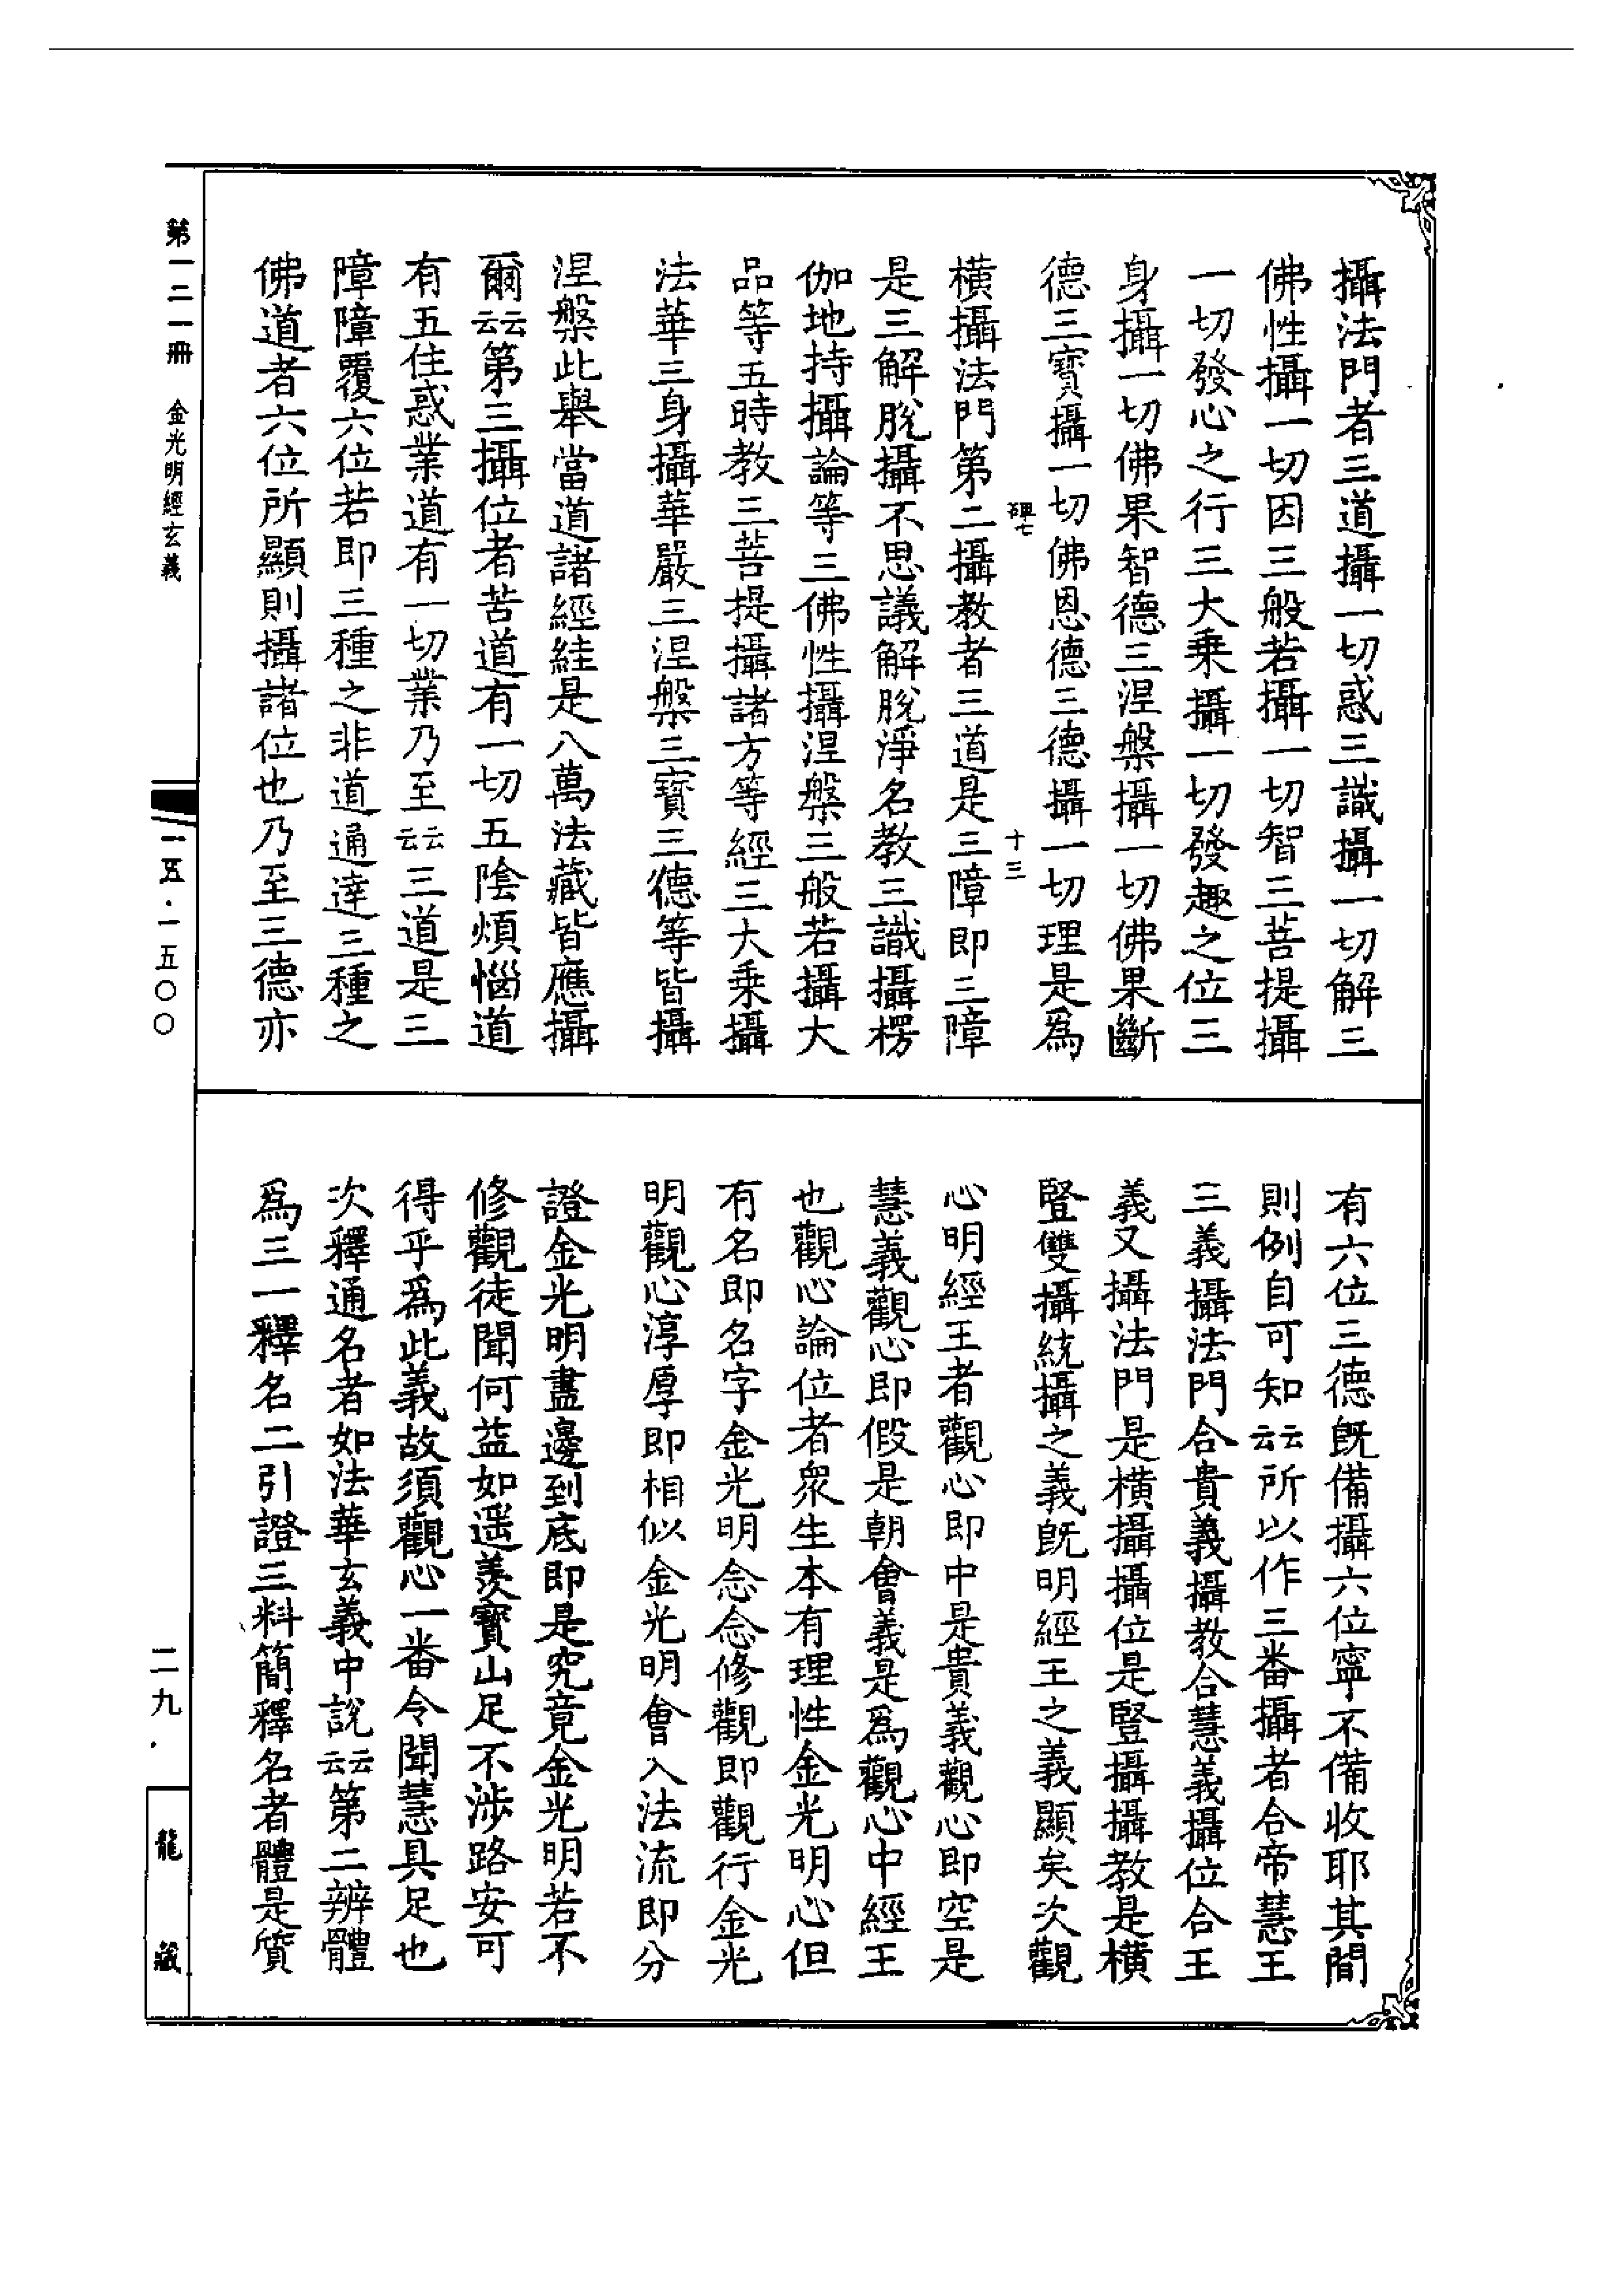 攝法門者三道攝一切惑三識攝一切解三
佛性攝一切因三般若攝一切智三菩提攝
一切發心之行三大乗攝一切發趣之位三
身攝一切佛果智德三涅槃攝一切佛果斷
德三寳攝一切佛恩德三德攝一切理是為
碑七 十三
橫攝法門第二攝教者三道是三障即三障
是三解脫攝不思議解脫淨名教三識攝楞
伽地持攝論等三佛性攝涅槃三般若攝大
品等五時教三菩提攝諸方等經三大乗攝
法華三身攝華嚴三涅槃三寳三德等皆攝
涅槃此舉當道諸經絓是八萬法藏皆應攝
爾云云第三攝位者苦道有一切五陰煩惱道
有五住惑業道有一切業乃至云云三道是三
障障覆六位若即三種之非道通達三種之
佛道者六位所顯則攝諸位也乃至三德亦
有六位三德既備攝六位寧不備收耶其間
則例自可知云云所以作三番攝者合帝慧王
三義攝法門合貴義攝教合慧義攝位合王
義又攝法門是橫攝攝位是豎攝攝教是橫
豎雙攝統攝之義既明經王之義顯矣次觀
心明經王者觀心即中是貴義觀心即空是
慧義觀心即假是朝會義是為觀心中經王
也觀心論位者衆生本有理性金光明心但
有名即名字金光明念念修觀即觀行金光
明觀心淳厚即相似金光明會入法流即分
證金光明盡邊到底即是究竟金光明若不
修觀徒聞何益如遥羨寳山足不涉路安可
得乎為此義故須觀心一番令聞慧具足也
次釋通名者如法華玄義中說云云第二辨體
為三一釋名二引證三料簡釋名者體是質
第一二一冊 金光明經玄義
一五·一五〇〇
二九
龍藏